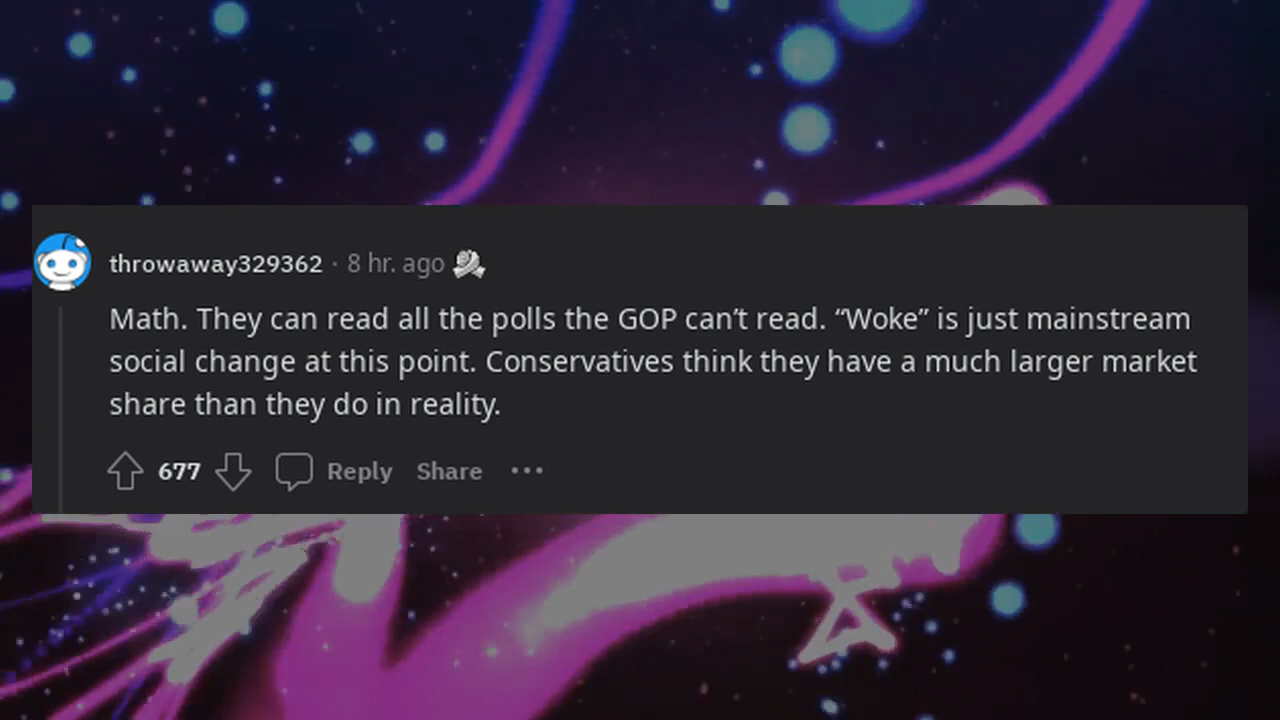 throwaway329362 · 8 hr. ago
Math. They can read all the polls the GOP can’t read. “Woke” is just mainstream
social change at this point. Conservatives think they have a much larger market
share than they do in reality.
677 Reply Share ···